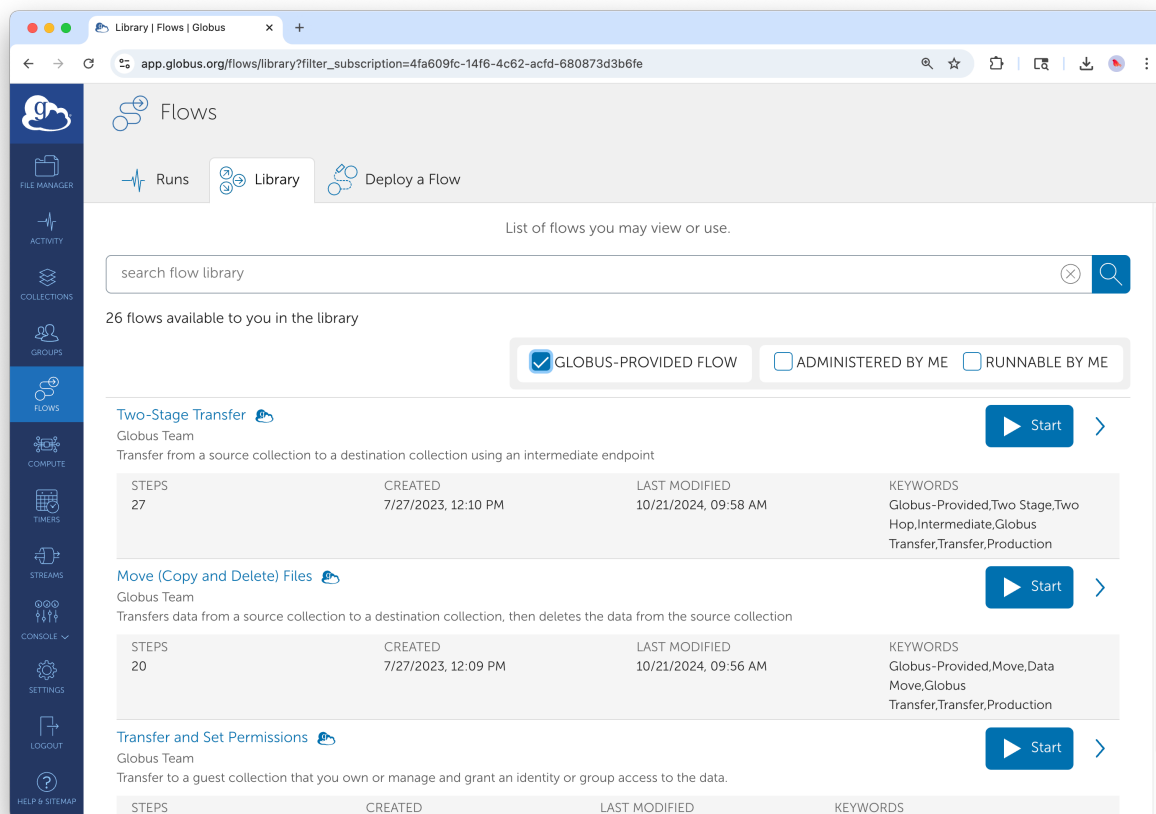 Library | Flows | Globus
app.globus.org/flows/library?filter_subscription=4fa609fc-14f6-4c62-acfd-680873d3b6fe
g
Flows
FILE MANAGER
ACTIVITY
COLLECTIONS
GROUPS
FLOWS
COMPUTE
TIMERS
STREAMS
CONSOLE
SETTINGS
LOGOUT
HELP & SITEMAP
Runs
Library
Deploy a Flow
List of flows you may view or use.
search flow library
26 flows available to you in the library
GLOBUS-PROVIDED FLOW
ADMINISTERED BY ME
RUNNABLE BY ME
Two-Stage Transfer
Start
Globus Team
Transfer from a source collection to a destination collection using an intermediate endpoint
STEPS CREATED LAST MODIFIED KEYWORDS
27 7/27/2023, 12:10 PM 10/21/2024, 09:58 AM Globus-Provided,Two Stage,Two
Hop,Intermediate,Globus
Transfer,Transfer,Production
Move (Copy and Delete) Files
Start
Globus Team
Transfers data from a source collection to a destination collection, then deletes the data from the source collection
STEPS CREATED LAST MODIFIED KEYWORDS
20 7/27/2023, 12:09 PM 10/21/2024, 09:56 AM Globus-Provided,Move,Data
Move,Globus
Transfer,Transfer,Production
Transfer and Set Permissions
Start
Globus Team
Transfer to a guest collection that you own or manage and grant an identity or group access to the data.
STEPS CREATED LAST MODIFIED KEYWORDS